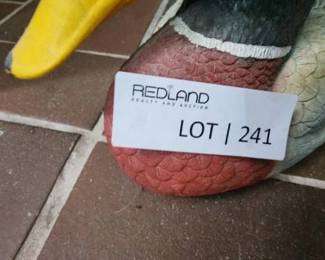 REDLAND
REALTY AND AUCTION
LOT | 241